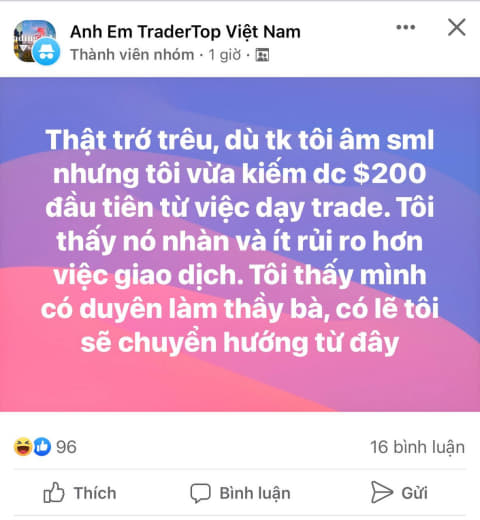 Anh Em TraderTop Việt Nam
Thành viên nhóm · 1 giờ ·
Thật trớ trêu, dù tk tôi âm sml
nhưng tôi vừa kiếm dc $200
đầu tiên từ việc dạy trade. Tôi
thấy nó nhàn và ít rủi ro hơn
việc giao dịch. Tôi thấy mình
có duyên làm thầy bà, có lẽ tôi
sẽ chuyển hướng từ đây
96
16 bình luận
Thích
Bình luận
Gửi